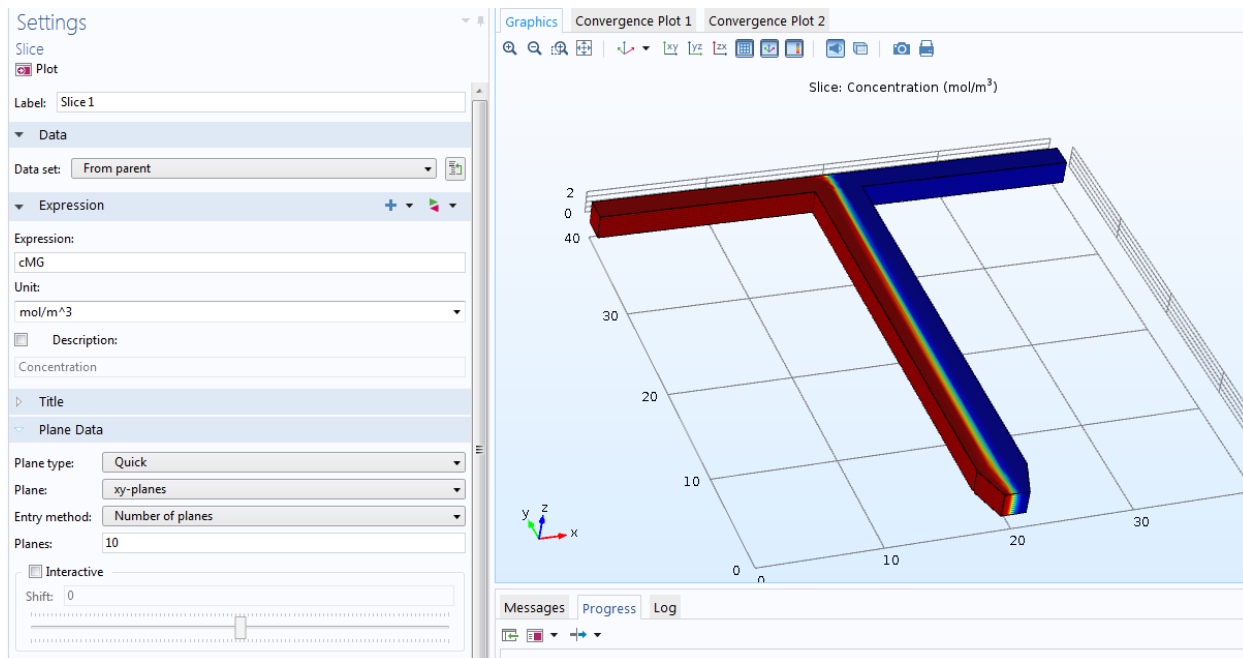 Settings
Slice
Plot
Label: Slice 1
Data
Data set: From parent
Expression
Expression:
cMG
Unit:
mol/m^3
Description:
Concentration
Title
Plane Data
Plane type: Quick
Plane: xy-planes
Entry method: Number of planes
Planes: 10
Interactive
Shift: 0
Graphics Convergence Plot 1 Convergence Plot 2
xy yz zx
Slice: Concentration (mol/m³)
2
0
40
30
20
10
0
0
10
20
30
y z x
Messages Progress Log